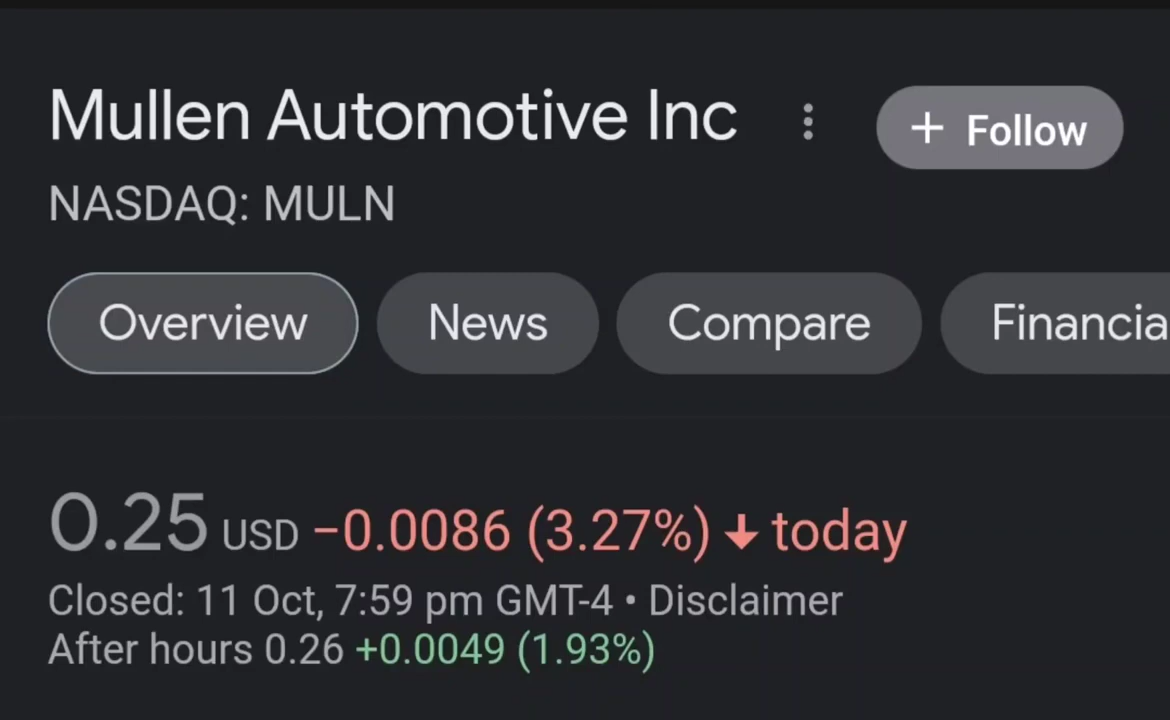 Mullen Automotive Inc
+ Follow
NASDAQ: MULN
Overview
News
Compare
Financia
0.25 USD −0.0086 (3.27%) ↓ today
Closed: 11 Oct, 7:59 pm GMT-4 • Disclaimer
After hours 0.26 +0.0049 (1.93%)